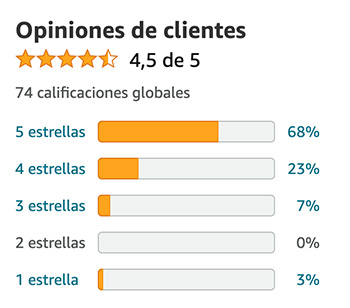 Opiniones de clientes
4,5 de 5
74 calificaciones globales
5 estrellas 68%
4 estrellas 23%
3 estrellas 7%
2 estrellas 0%
1 estrella 3%